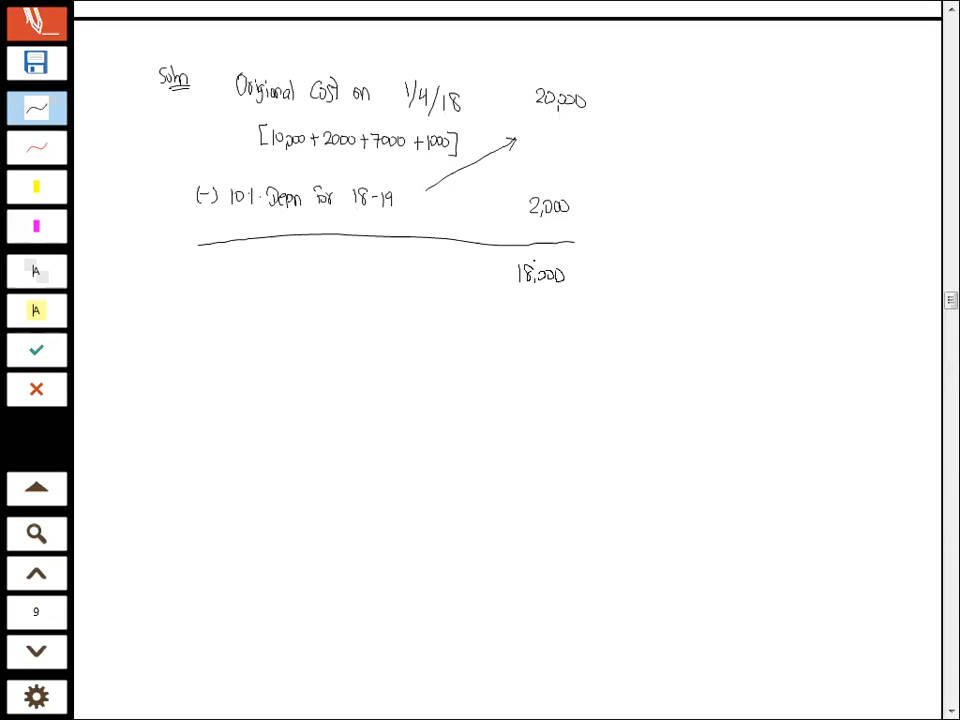 Soln
Origional Cost on 1/4/18 20,000
[10,000 + 2000 + 7000 + 1000]
(-) 10%. Depn for 18-19 2,000
18,000
A
A
9